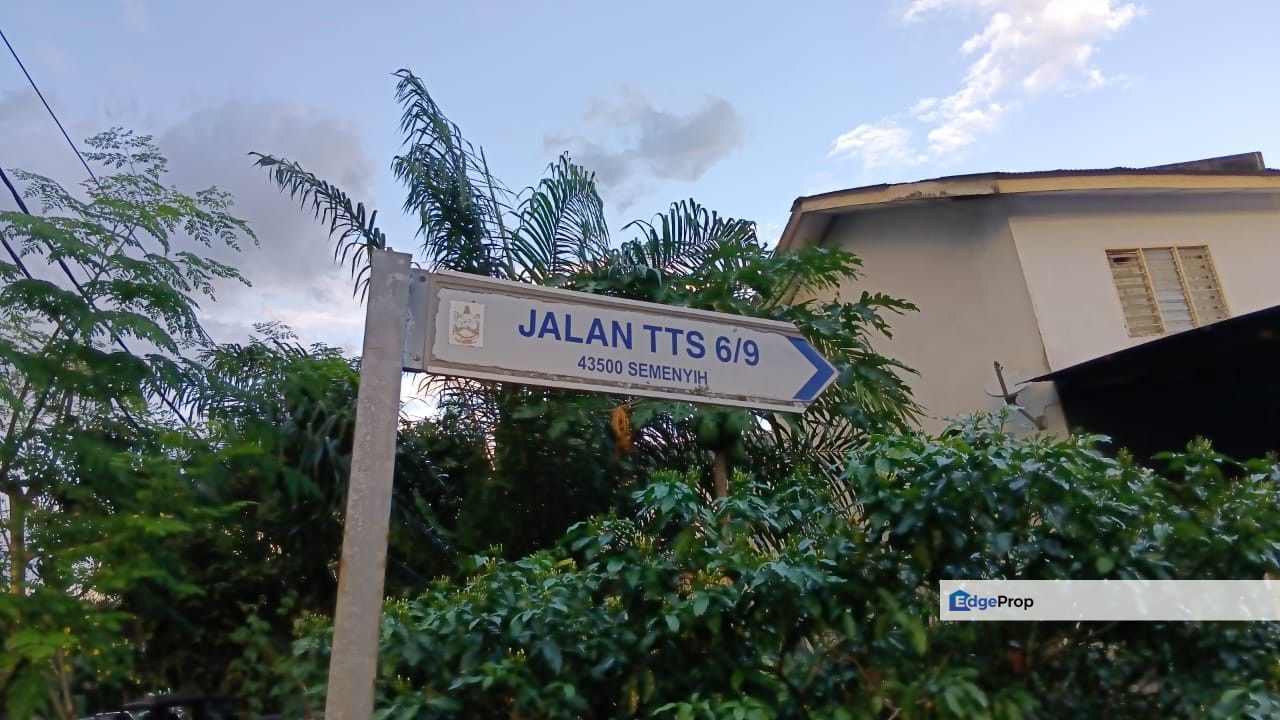 JALAN TTS 6/9
43500 SEMENYIH
EdgeProp